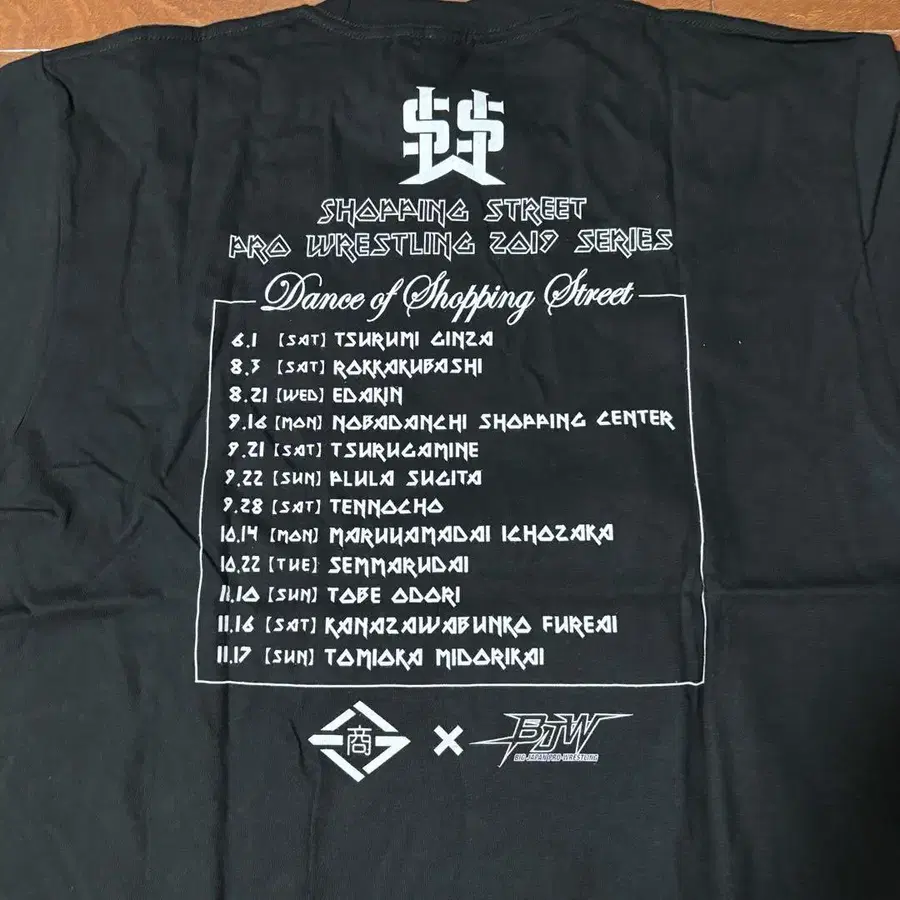 SSW
SHOPPING STREET
PRO WRESTLING 2019 SERIES
Dance of Shopping Street
6.1 [SAT] TSURUMI GINZA
8.3 [SAT] ROKKAKUBASHI
8.21 [WED] EDAKIN
9.16 [MON] NOBADANCHI SHOPPING CENTER
9.21 [SAT] TSURUGAMINE
9.22 [SUN] PLULA SUGITA
9.28 [SAT] TENNOCHO
10.14 [MON] MARUYAMADAI ICHOZAKA
10.22 [TUE] SEMMARUDAI
11.10 [SUN] TOBE ODORI
11.16 [SAT] KANAZAWABUNKO FUREAI
11.17 [SUN] TOMIOKA MIDORIKAI
商 × BJW
BIG JAPAN PRO-WRESTLING